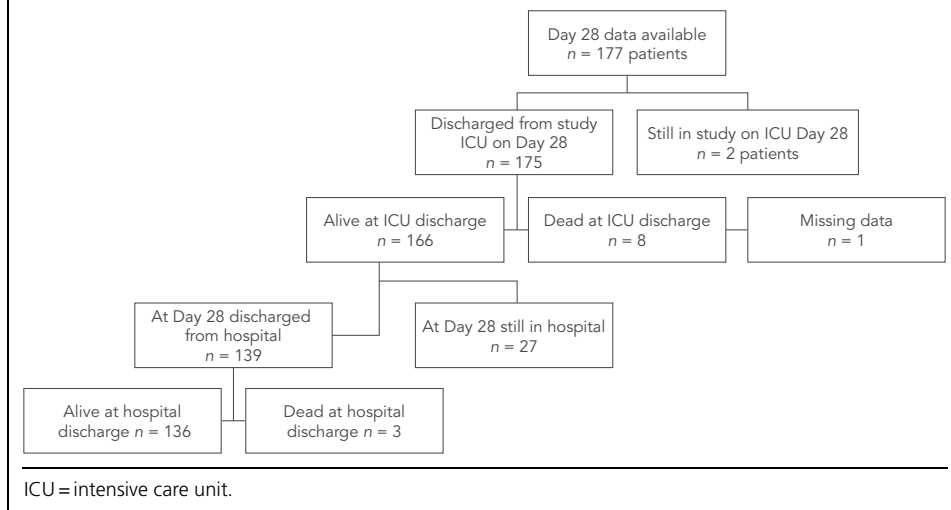 Day 28 data available
n = 177 patients
Discharged from study
ICU on Day 28
n = 175
Still in study on ICU Day 28
n = 2 patients
Alive at ICU discharge
n = 166
Dead at ICU discharge
n = 8
Missing data
n = 1
At Day 28 discharged
from hospital
n = 139
At Day 28 still in hospital
n = 27
Alive at hospital
discharge n = 136
Dead at hospital
discharge n = 3
ICU = intensive care unit.